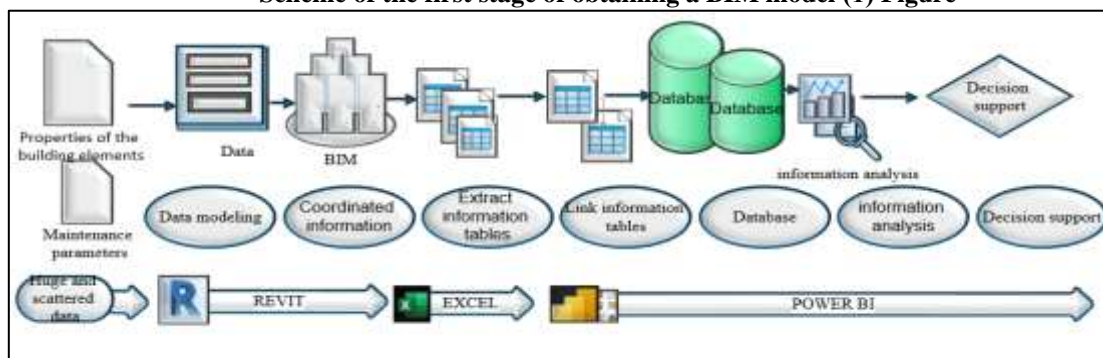 Scheme of the first stage of obtaining a BIM model (1) Figure
Properties of the
building elements
Data
BIM
Database
Database
information analysis
Decision
support
Maintenance
parameters
Data modeling
Coordinated
information
Extract
information
tables
Link information
tables
Database
information
analysis
Decision support
Huge and
scattered
data
REVIT
EXCEL
POWER BI